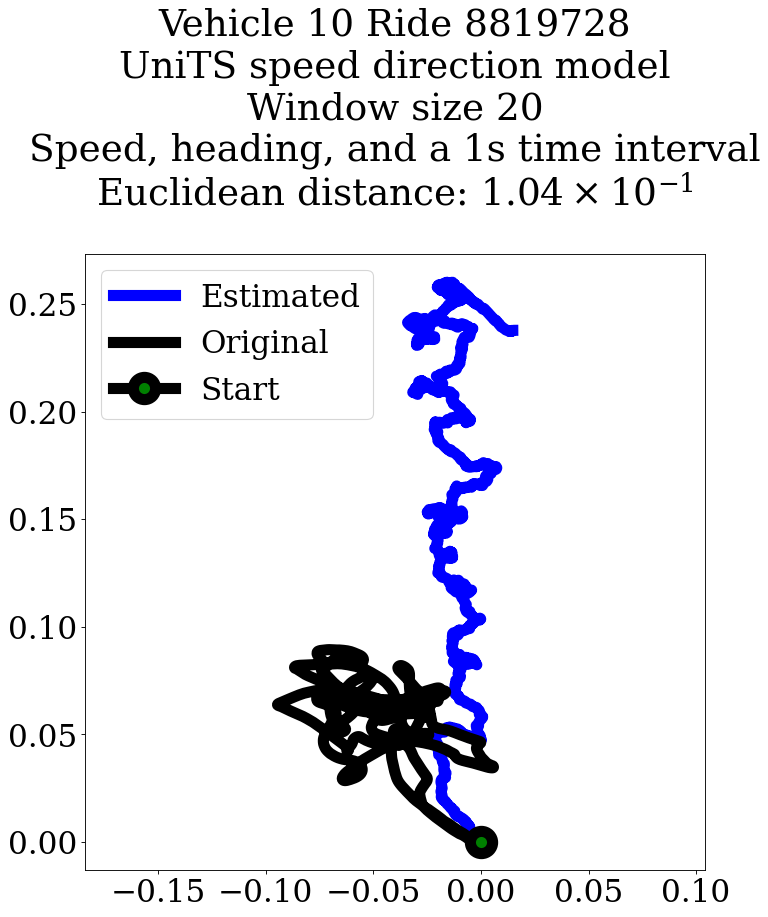 Vehicle 10 Ride 8819728
UniTS speed direction model
Window size 20
Speed, heading, and a 1s time interval
Euclidean distance: 1.04 × 10⁻¹
Estimated
Original
Start
0.25
0.20
0.15
0.10
0.05
0.00
−0.15 −0.10 −0.05 0.00 0.05 0.10